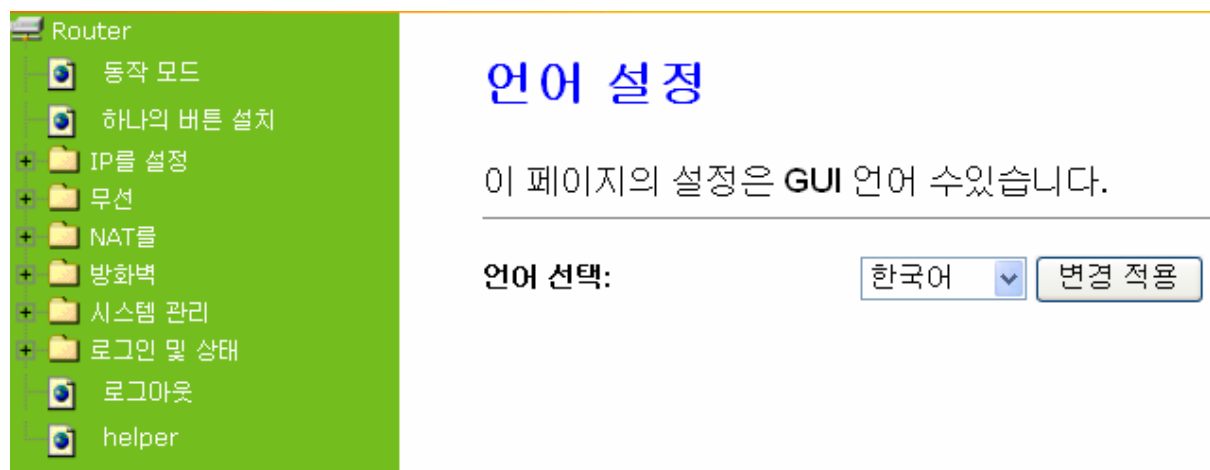 Router
동작 모드
하나의 버튼 설치
IP를 설정
무선
NAT를
방화벽
시스템 관리
로그인 및 상태
로그아웃
helper
언어 설정
이 페이지의 설정은 GUI 언어 수있습니다.
언어 선택: 한국어 변경 적용